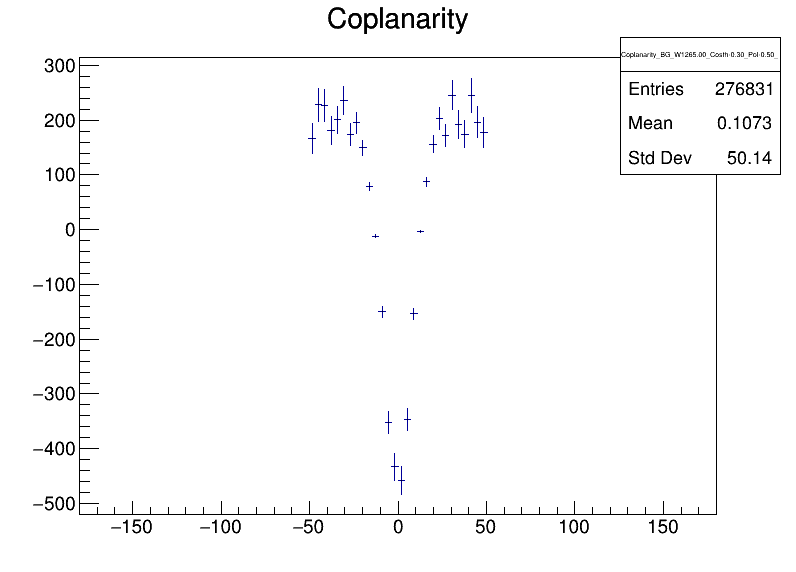 Coplanarity
Coplanarity_BG_W1265.00_Costh-0.30_Pol-0.50_
Entries 276831
Mean 0.1073
Std Dev 50.14
300
200
100
0
−100
−200
−300
−400
−500
−150 −100 −50 0 50 100 150